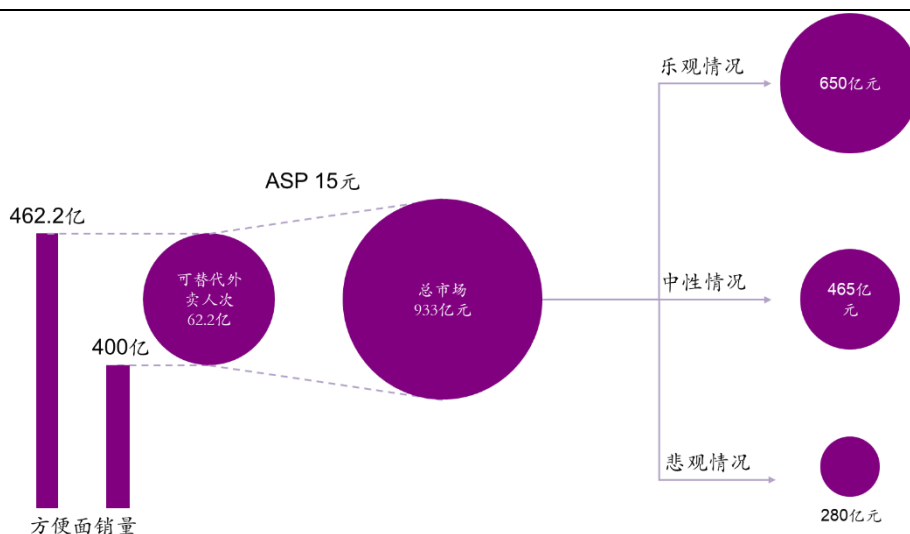 乐观情况
650亿元
ASP 15元
462.2亿
可替代外
卖人次
62.2亿
总市场
933亿元
中性情况
465亿
元
400亿
悲观情况
280亿元
方便面销量